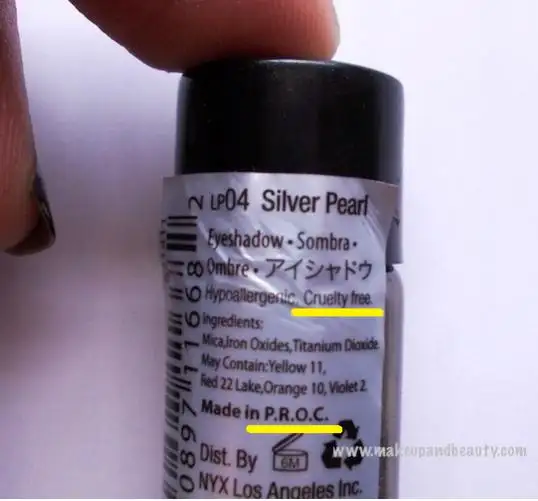 LP04 Silver Pearl
Eyeshadow • Sombra •
Ombre • アイシャドウ
Hypoallergenic, Cruelty free.
Ingredients:
Mica,Iron Oxides,Titanium Dioxide.
May Contain:Yellow 11,
Red 22 Lake,Orange 10, Violet 2.
Made in P.R.O.C.
Dist. By
6M
NYX Los Angeles Inc.
www.makeupandbeauty.com